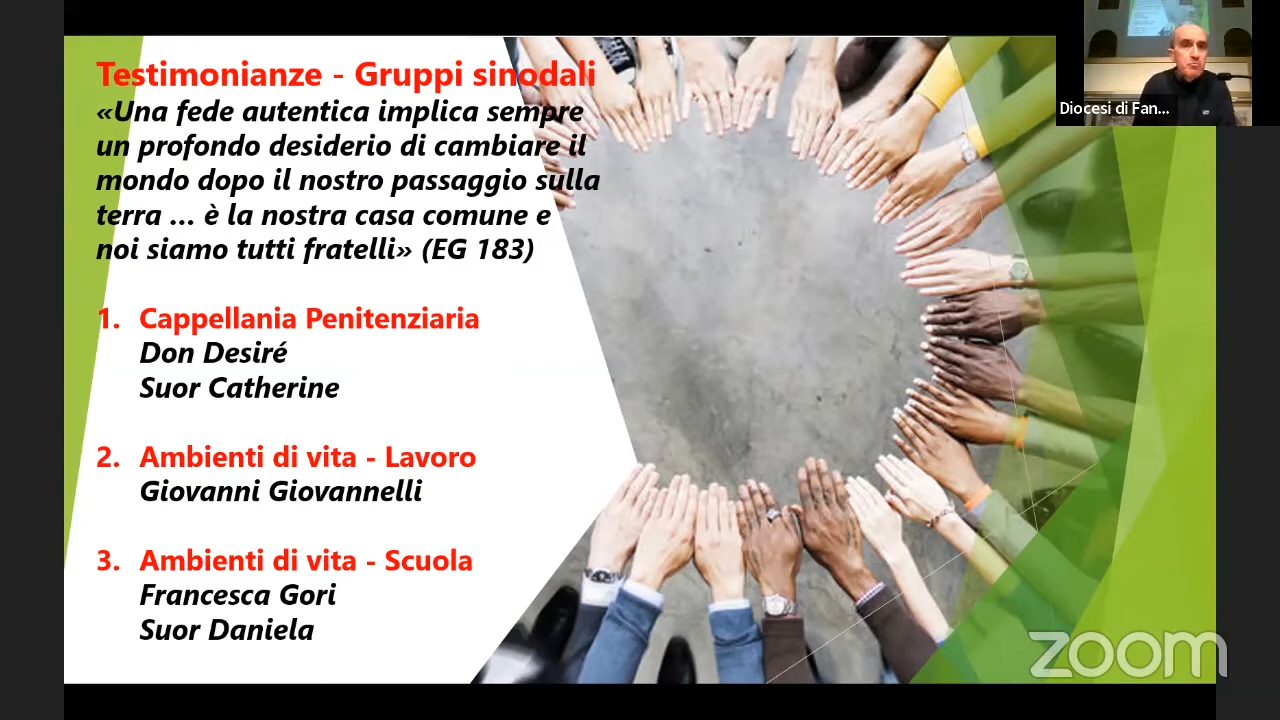 Testimonianze - Gruppi sinodali
«Una fede autentica implica sempre
un profondo desiderio di cambiare il
mondo dopo il nostro passaggio sulla
terra ... è la nostra casa comune e
noi siamo tutti fratelli» (EG 183)
1. Cappellania Penitenziaria
Don Desiré
Suor Catherine
2. Ambienti di vita - Lavoro
Giovanni Giovannelli
3. Ambienti di vita - Scuola
Francesca Gori
Suor Daniela
Diocesi di Fan...
zoom